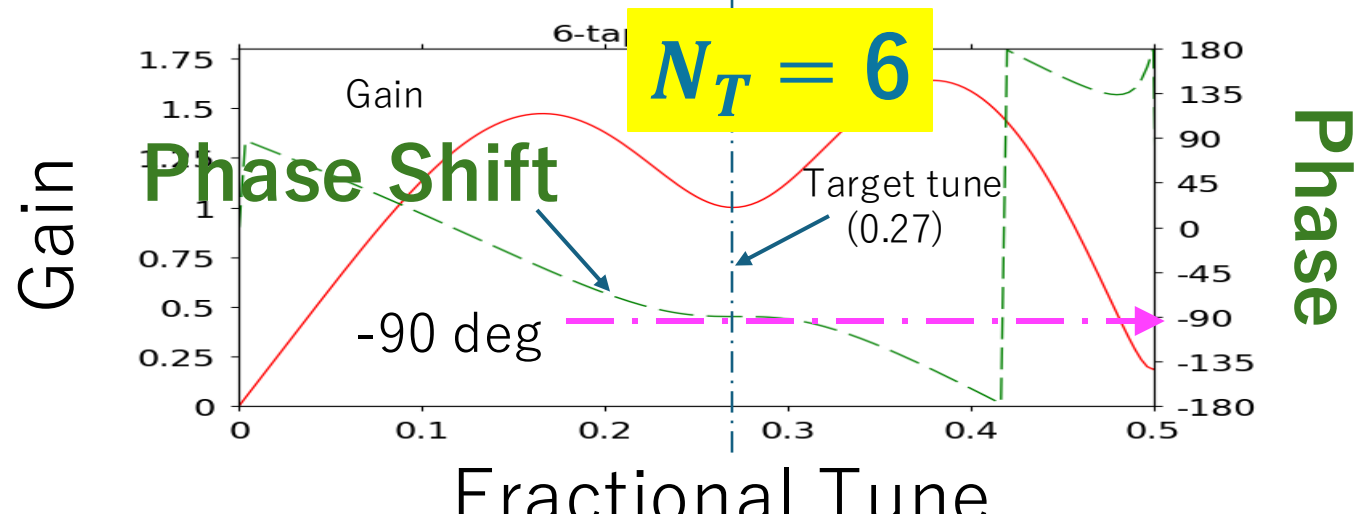 6-tap
N_T = 6
Gain
Phase Shift
Target tune
(0.27)
-90 deg
Gain
Phase
1.75
1.5
1.25
1
0.75
0.5
0.25
0
180
135
90
45
0
-45
-90
-135
-180
0 0.1 0.2 0.3 0.4 0.5
Fractional Tune